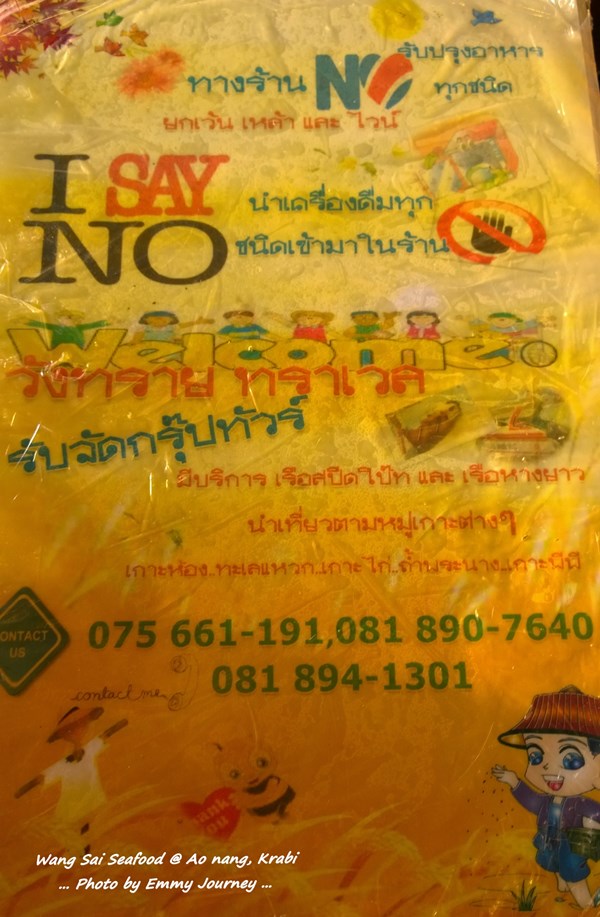 ทางร้าน NO รับปรุงอาหาร
ทุกชนิด
ยกเว้น เหล้า และ ไวน์
I SAY
NO
นำเครื่องดื่มทุก
ชนิดเข้ามาในร้าน
Welcome
วังทราย ทราเวล
รับจัดกรุ๊ปทัวร์
มีบริการ เรือสปีดโบ๊ท และ เรือหางยาว
นำเที่ยวตามหมู่เกาะต่างๆ
เกาะห้อง..ทะเลแหวก..เกาะไก่..ถ้ำพระนาง..เกาะพีพี
CONTACT
US
075 661-191,081 890-7640
081 894-1301
contact me
Thank
you
Wang Sai Seafood @ Ao nang, Krabi
... Photo by Emmy Journey ...